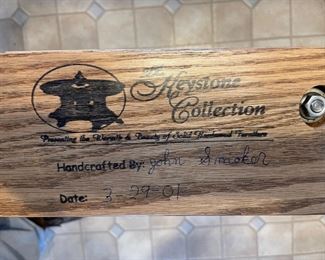 The
Keystone
Collection
Presenting the Warmth & Beauty of Solid Hardwood Furniture
Handcrafted By: John Smoker
Date: 3-29-01